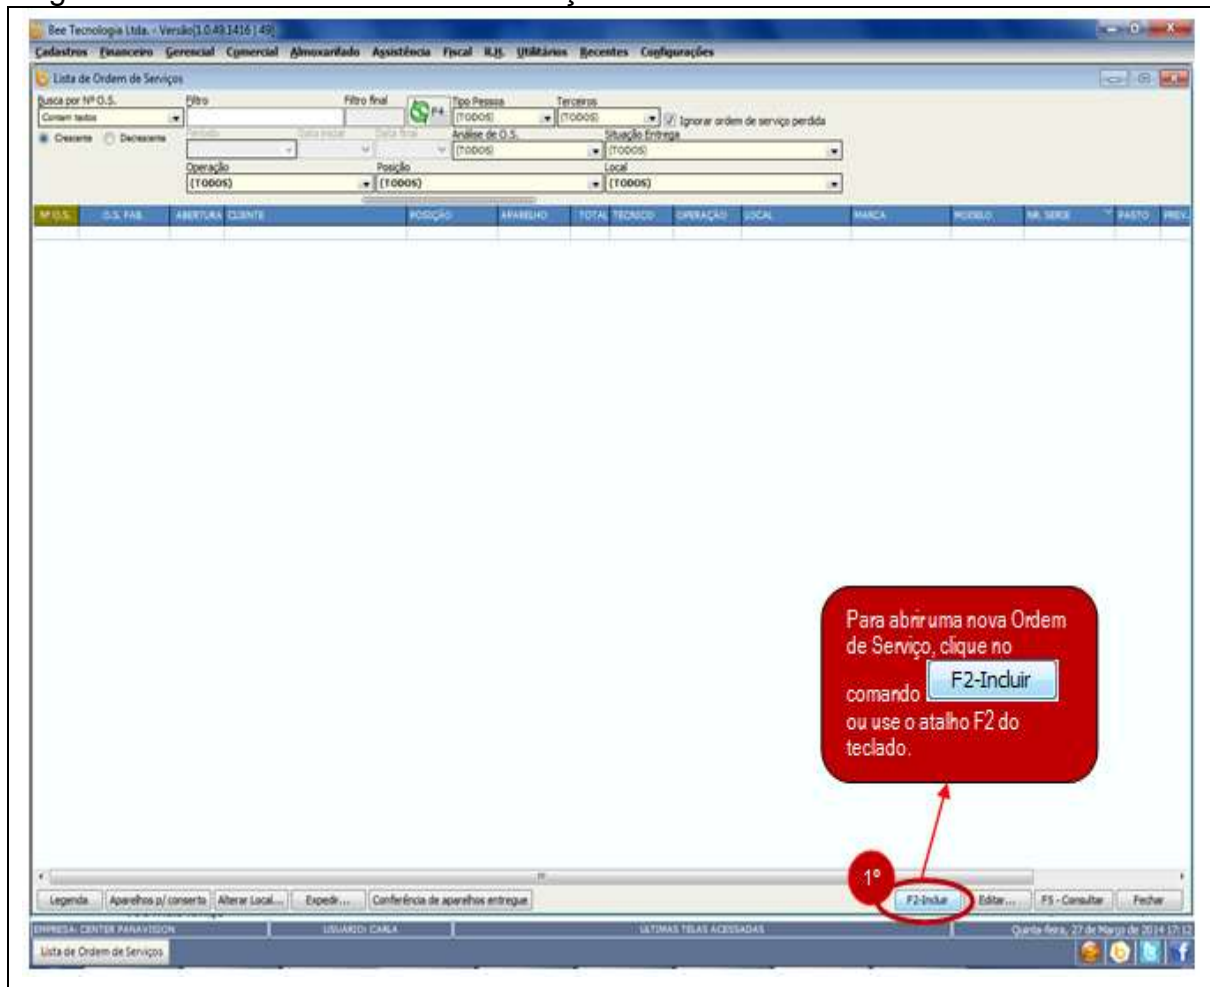 Bee Tecnologia Ltda. - Versão(1.0.49.1416 | 49)
Cadastros Financeiro Gerencial Comercial Almoxarifado Assistência Fiscal R.H. Utilitários Recentes Configurações
Lista de Ordem de Serviços
Busca por Nº O.S. Filtro Filtro final F4 Tipo Pessoa Terceiros
Contem todos (TODOS) (TODOS) Ignorar ordem de serviço perdida
Crescente Decrescente Período Data inicial Data final Análise de O.S. Situação Entrega
(TODOS) (TODOS)
Operação Posição Local
(TODOS) (TODOS) (TODOS)
Nº O.S. O.S. FAB. ABERTURA CLIENTE POSIÇÃO APARELHO TOTAL TÉCNICO OPERAÇÃO LOCAL MARCA MODELO NR. SERIE PASTO PREV.
Para abrir uma nova Ordem
de Serviço, clique no
comando F2-Incluir
ou use o atalho F2 do
teclado.
1º
Legenda Aparelhos p/ conserto Alterar Local... Expedir... Conferência de aparelhos entregue F2-Incluir Editar... F5 - Consultar Fechar
EMPRESA: CENTER PANAVISION USUARIO: CARLA ULTIMAS TELAS ACESSADAS Quinta-feira, 27 de Março de 2014 17:12
Lista de Ordem de Serviços